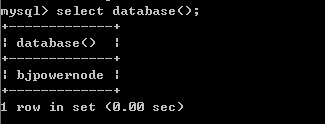 mysql> select database();
+-------------+
| database()  |
+-------------+
| bjpowernode |
+-------------+
1 row in set (0.00 sec)